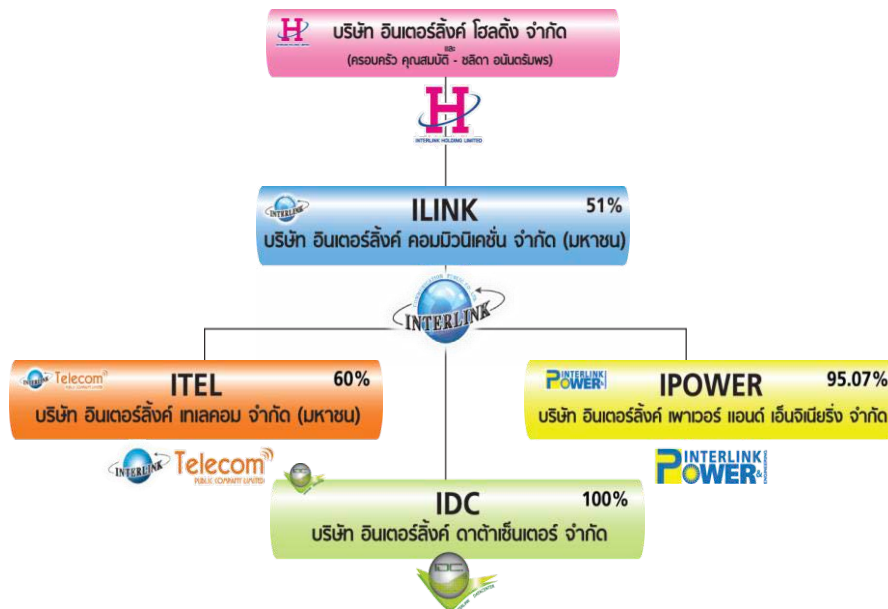 H
บริษัท อินเตอร์ลิ้งค์ โฮลดิ้ง จำกัด
และ
(ครอบครัว คุณสมบัติ - ชลิดา อนันตรัมพร)
H
INTERLINK HOLDING LIMITED
INTERLINK
ILINK 51%
บริษัท อินเตอร์ลิ้งค์ คอมมิวนิเคชั่น จำกัด (มหาชน)
INTERLINK
INTERLINK Telecom
PUBLIC COMPANY LIMITED
ITEL 60%
บริษัท อินเตอร์ลิ้งค์ เทเลคอม จำกัด (มหาชน)
INTERLINK Telecom
PUBLIC COMPANY LIMITED
INTERLINK
POWER&
IPOWER 95.07%
บริษัท อินเตอร์ลิ้งค์ เพาเวอร์ แอนด์ เอ็นจิเนียริ่ง จำกัด
INTERLINK
POWER&
ENGINEERING
IDC 100%
บริษัท อินเตอร์ลิ้งค์ ดาต้าเซ็นเตอร์ จำกัด
IDC